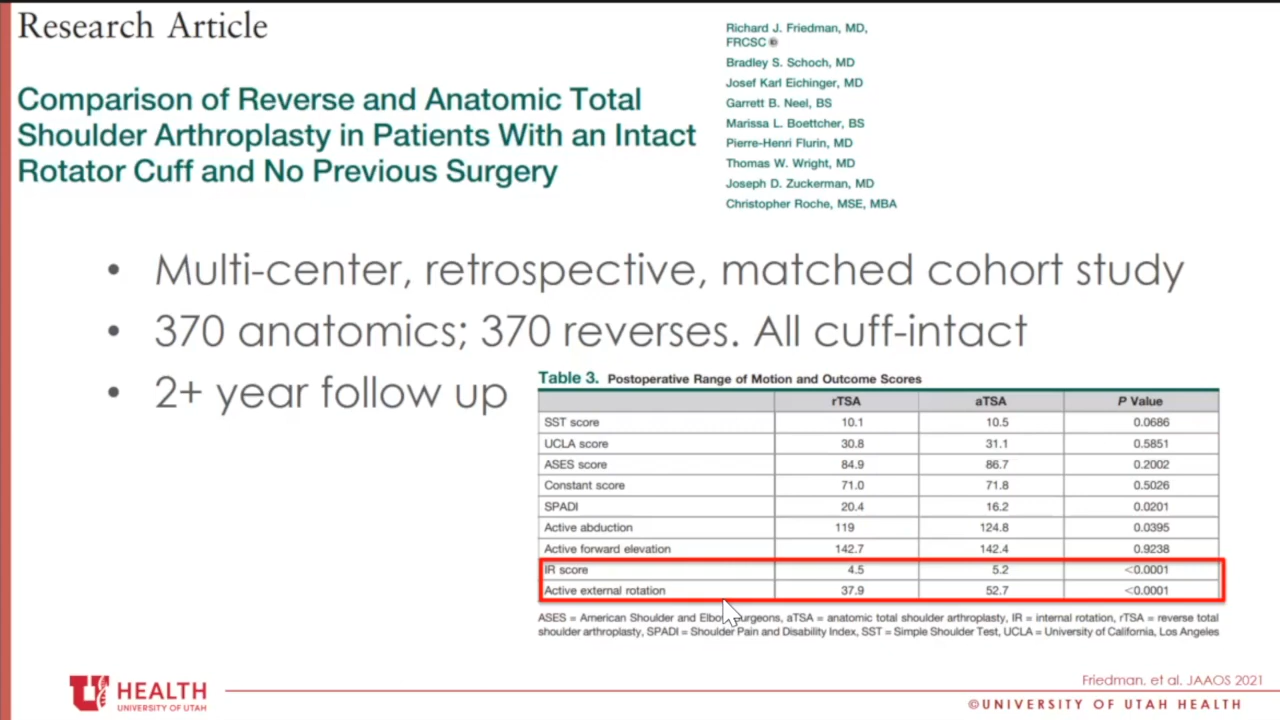 Research Article
Comparison of Reverse and Anatomic Total
Shoulder Arthroplasty in Patients With an Intact
Rotator Cuff and No Previous Surgery
Richard J. Friedman, MD,
FRCSC
Bradley S. Schoch, MD
Josef Karl Eichinger, MD
Garrett B. Neel, BS
Marissa L. Boettcher, BS
Pierre-Henri Flurin, MD
Thomas W. Wright, MD
Joseph D. Zuckerman, MD
Christopher Roche, MSE, MBA
• Multi-center, retrospective, matched cohort study
• 370 anatomics; 370 reverses. All cuff-intact
• 2+ year follow up
Table 3. Postoperative Range of Motion and Outcome Scores
rTSA aTSA P Value
SST score 10.1 10.5 0.0686
UCLA score 30.8 31.1 0.5851
ASES score 84.9 86.7 0.2002
Constant score 71.0 71.8 0.5026
SPADI 20.4 16.2 0.0201
Active abduction 119 124.8 0.0395
Active forward elevation 142.7 142.4 0.9238
IR score 4.5 5.2 <0.0001
Active external rotation 37.9 52.7 <0.0001
ASES = American Shoulder and Elbow Surgeons, aTSA = anatomic total shoulder arthroplasty, IR = internal rotation, rTSA = reverse total
shoulder arthroplasty, SPADI = Shoulder Pain and Disability Index, SST = Simple Shoulder Test, UCLA = University of California, Los Angeles
Friedman, et al. JAAOS 2021
U HEALTH
UNIVERSITY OF UTAH
©UNIVERSITY OF UTAH HEALTH